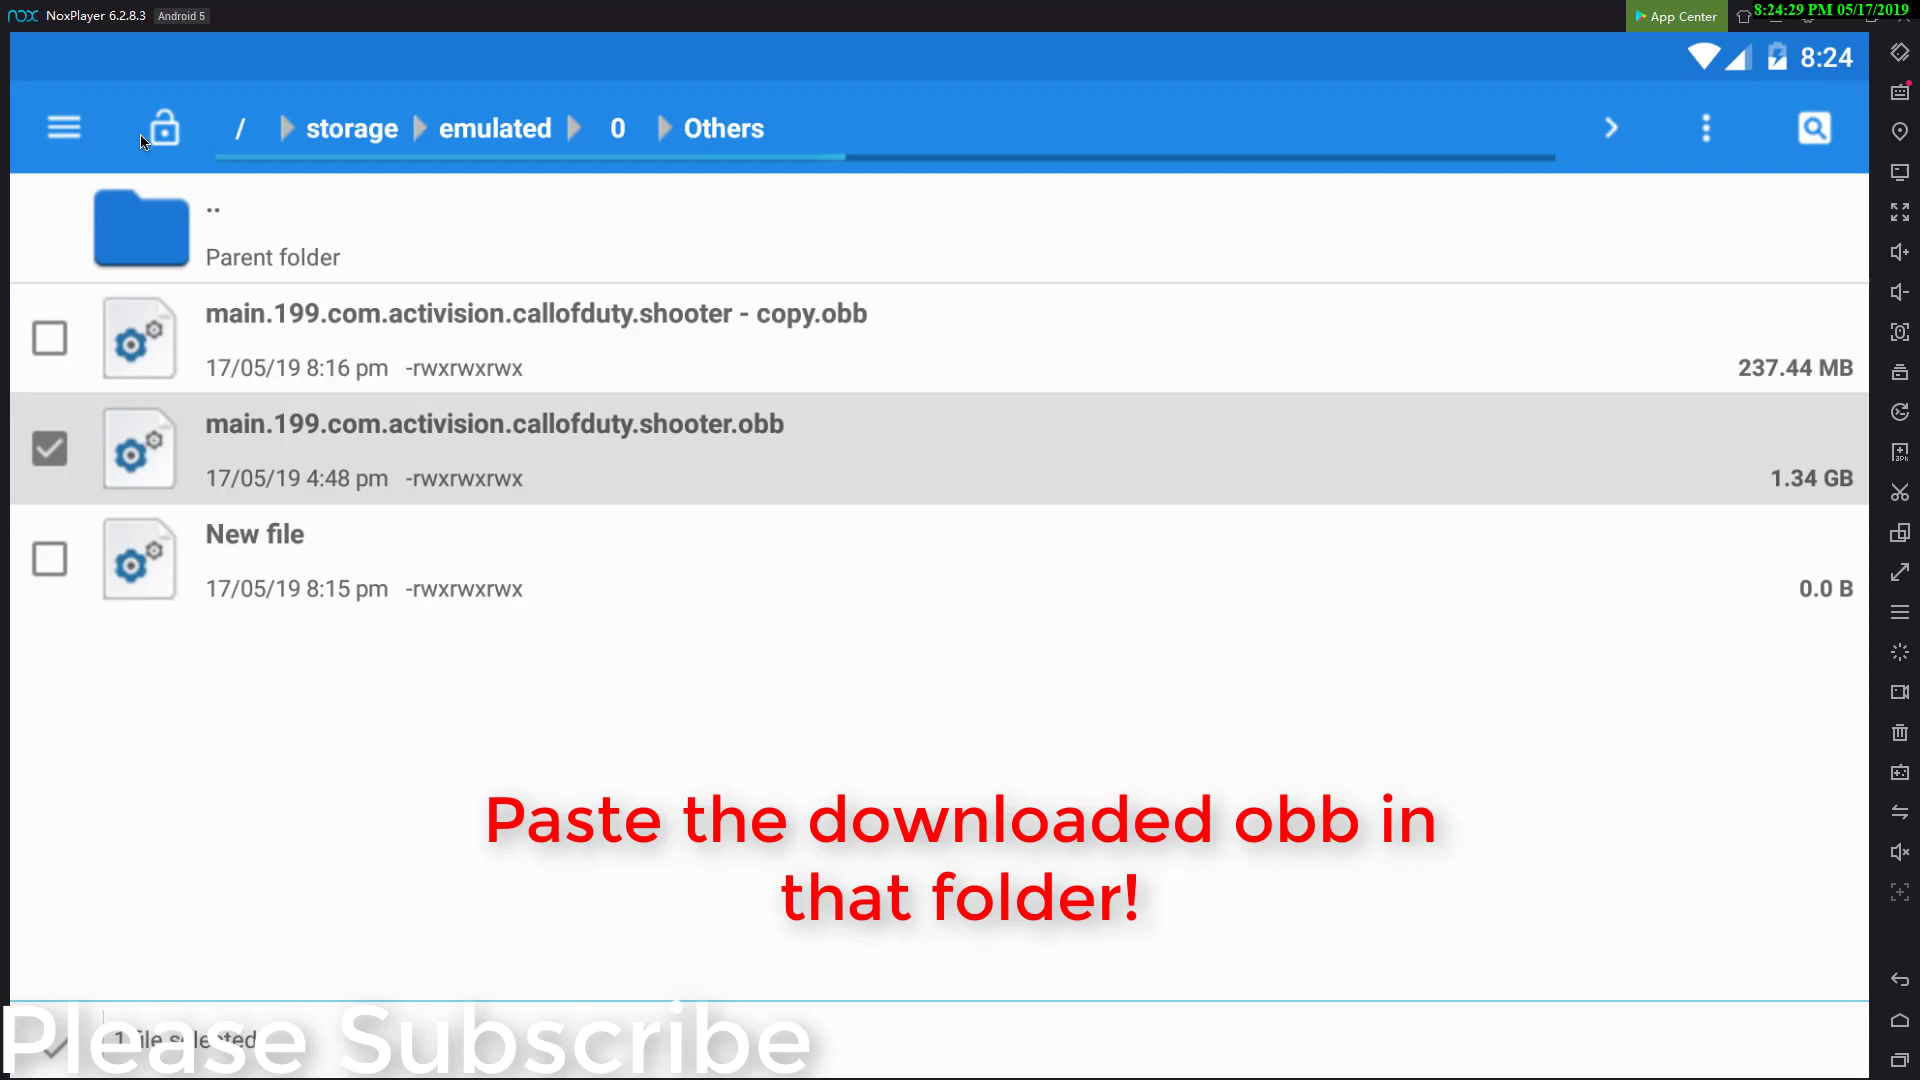 nox NoxPlayer 6.2.8.3 Android 5
App Center
8:24:29 PM 05/17/2019
8:24
/ storage emulated 0 Others
..
Parent folder
main.199.com.activision.callofduty.shooter - copy.obb
17/05/19 8:16 pm -rwxrwxrwx
237.44 MB
main.199.com.activision.callofduty.shooter.obb
17/05/19 4:48 pm -rwxrwxrwx
1.34 GB
New file
17/05/19 8:15 pm -rwxrwxrwx
0.0 B
Paste the downloaded obb in
that folder!
1 file selected
Please Subscribe